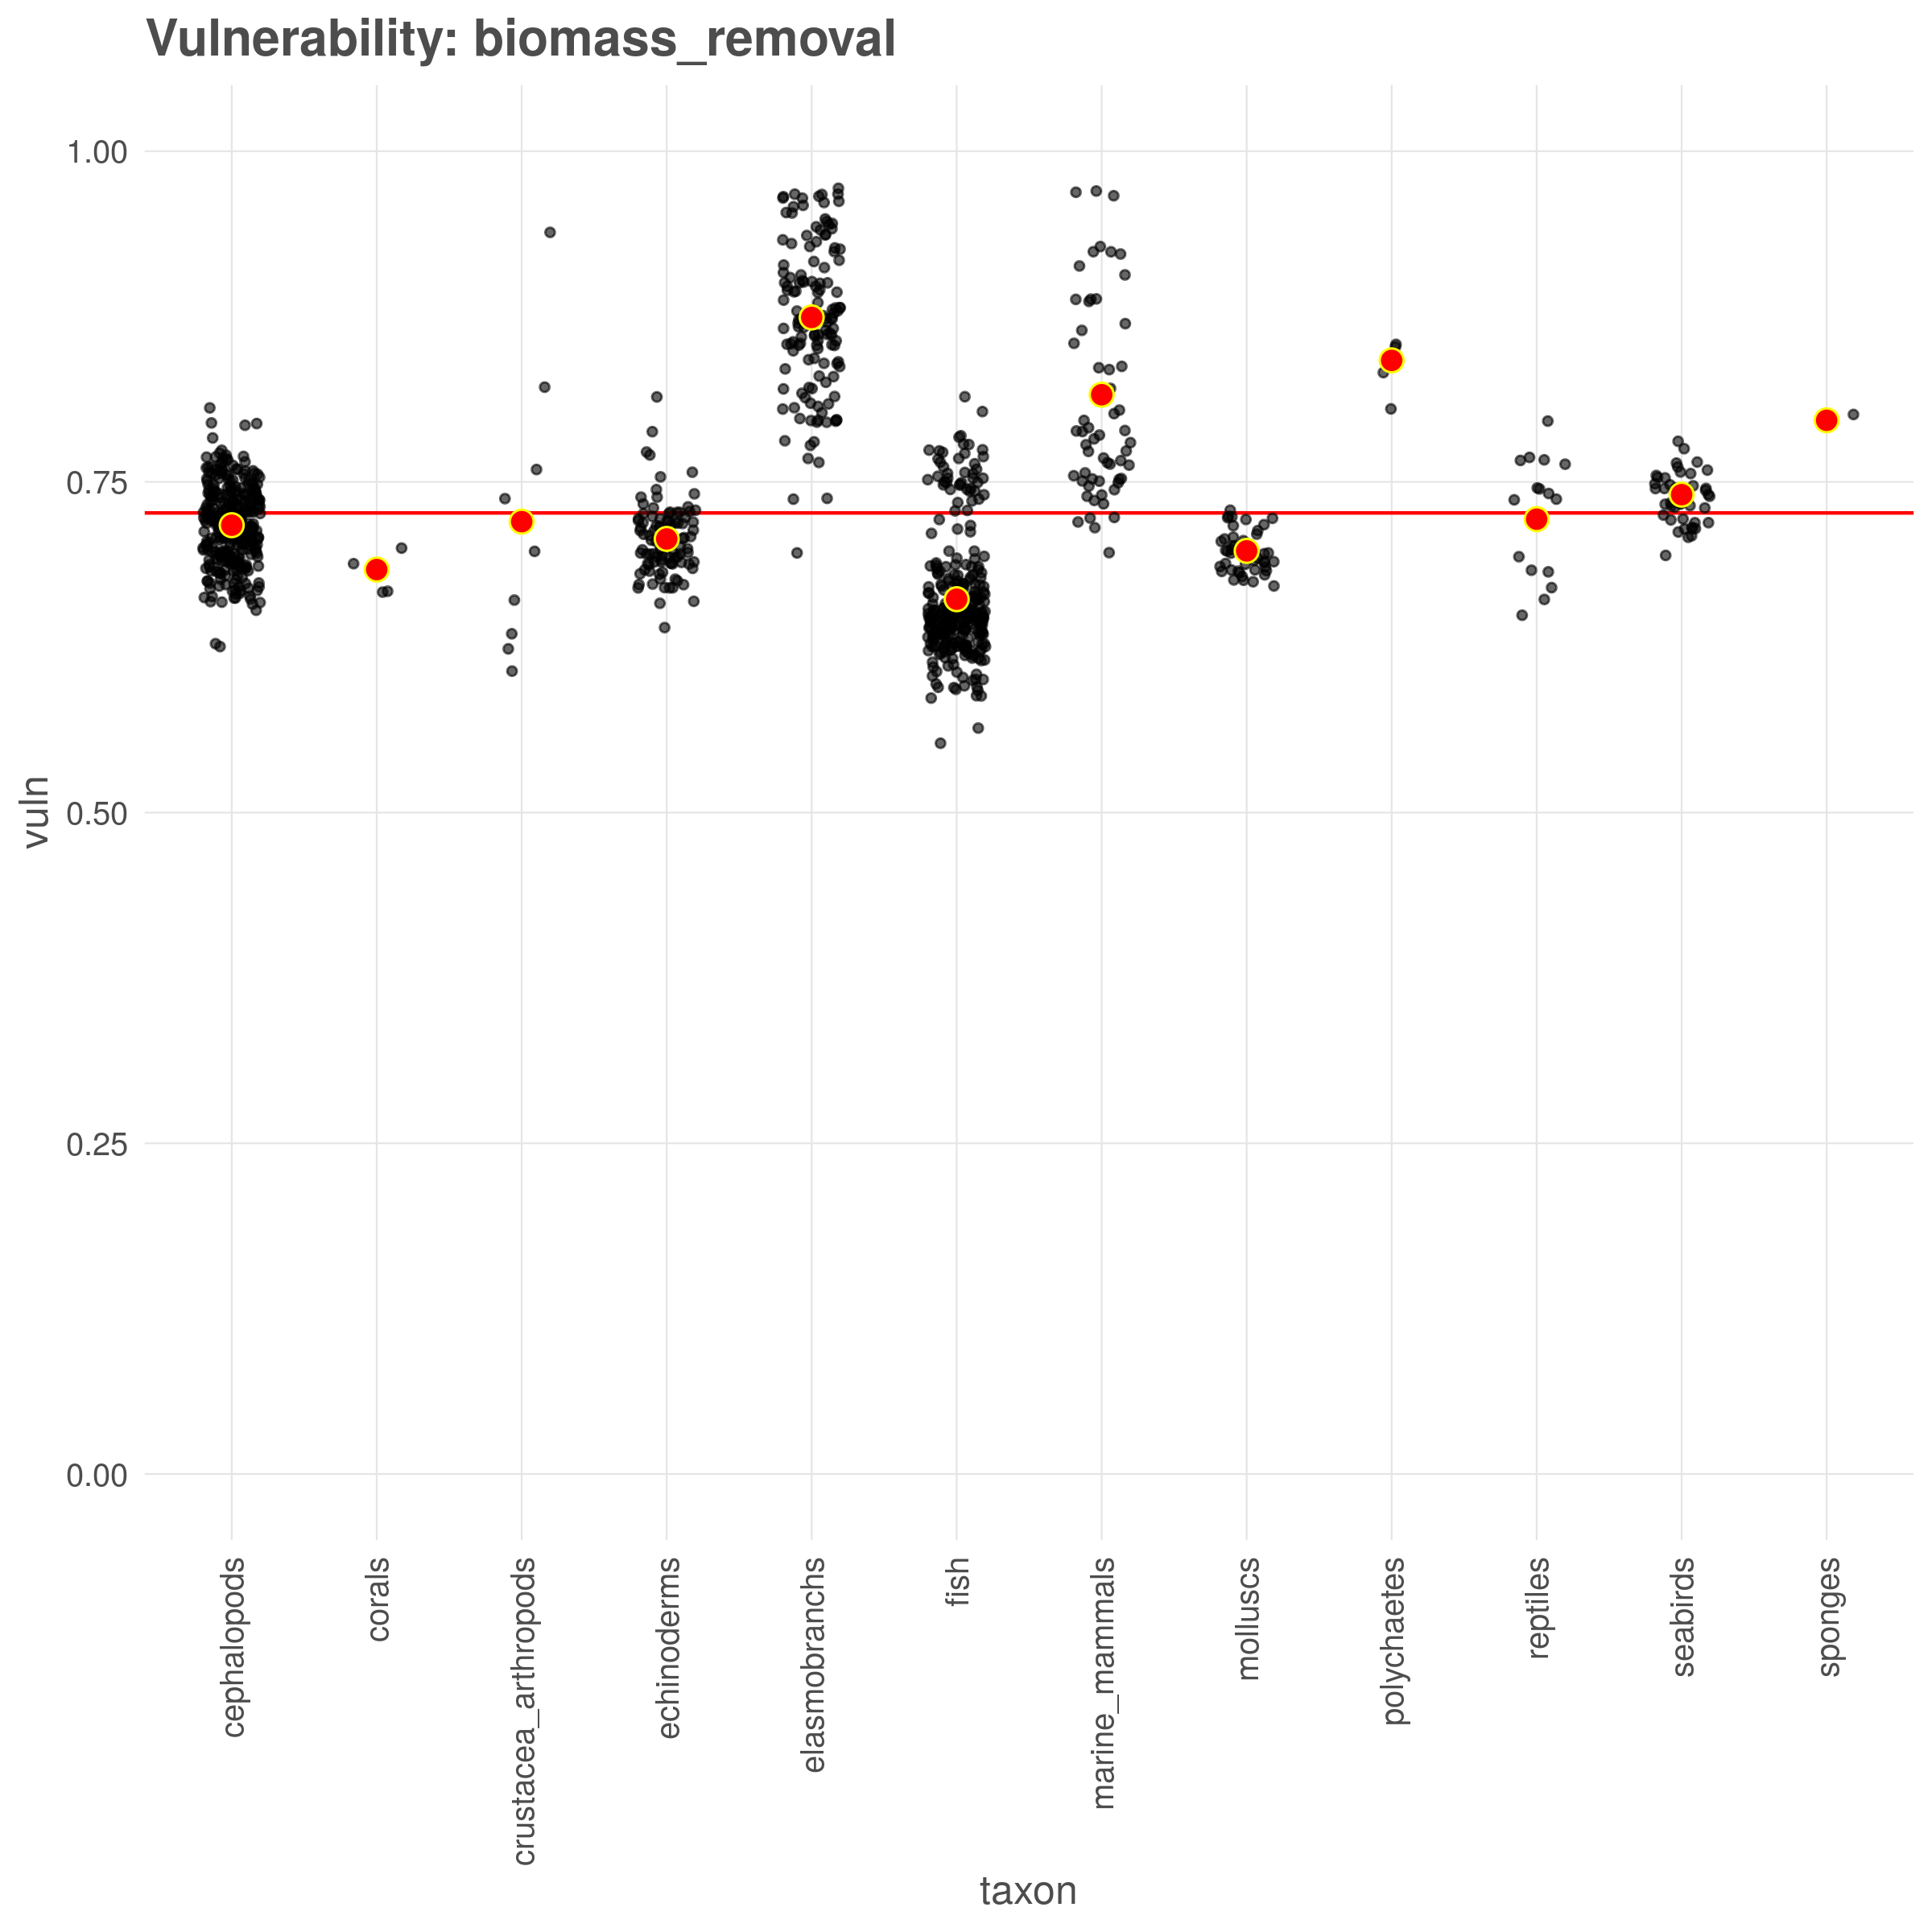 Vulnerability: biomass_removal
1.00
0.75
0.50
0.25
0.00
vuln
cephalopods
corals
crustacea_arthropods
echinoderms
elasmobranchs
fish
marine_mammals
molluscs
polychaetes
reptiles
seabirds
sponges
taxon